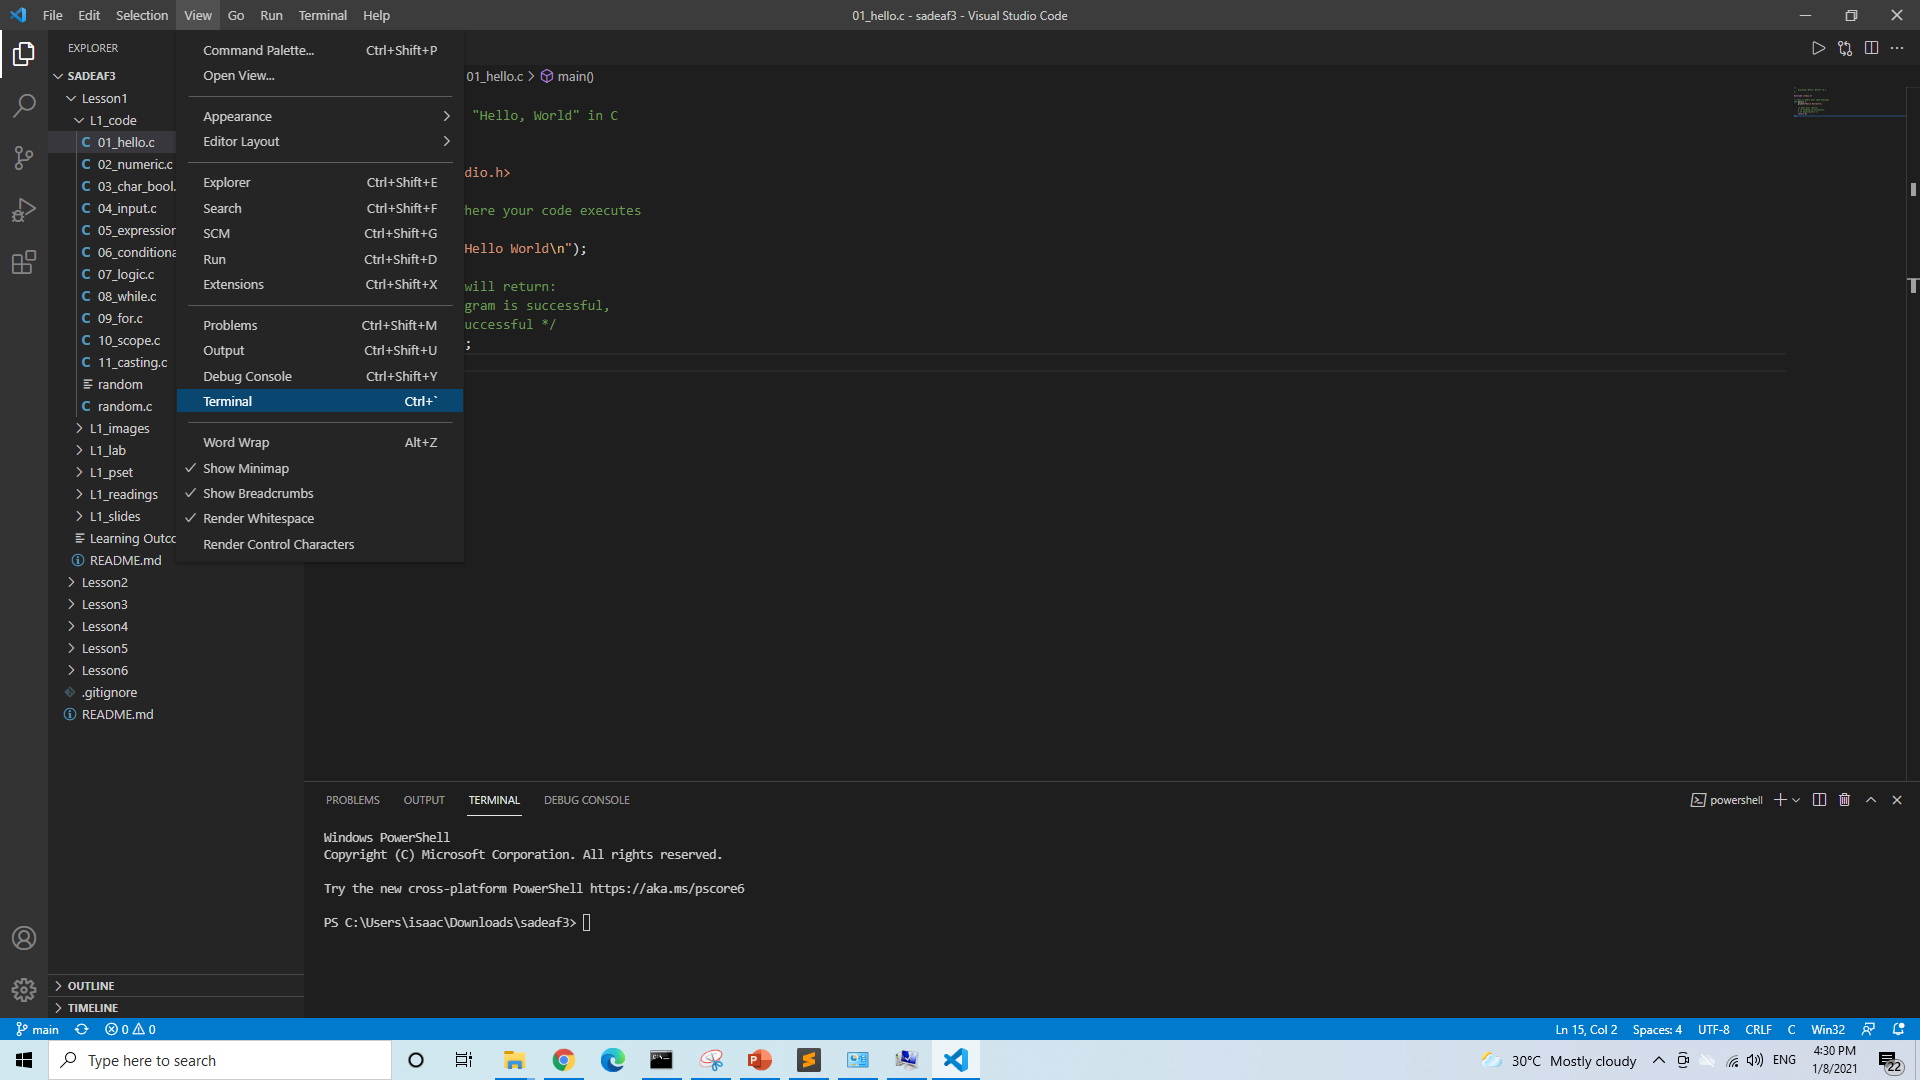 File Edit Selection View Go Run Terminal Help
01_hello.c - sadeaf3 - Visual Studio Code
EXPLORER
SADEAF3
Lesson1
L1_code
01_hello.c
02_numeric.c
03_char_bool.
04_input.c
05_expression
06_conditiona
07_logic.c
08_while.c
09_for.c
10_scope.c
11_casting.c
random
random.c
L1_images
L1_lab
L1_pset
L1_readings
L1_slides
Learning Outco
README.md
Lesson2
Lesson3
Lesson4
Lesson5
Lesson6
.gitignore
README.md
OUTLINE
TIMELINE
Command Palette... Ctrl+Shift+P
Open View...
Appearance
Editor Layout
Explorer Ctrl+Shift+E
Search Ctrl+Shift+F
SCM Ctrl+Shift+G
Run Ctrl+Shift+D
Extensions Ctrl+Shift+X
Problems Ctrl+Shift+M
Output Ctrl+Shift+U
Debug Console Ctrl+Shift+Y
Terminal Ctrl+`
Word Wrap Alt+Z
Show Minimap
Show Breadcrumbs
Render Whitespace
Render Control Characters
01_hello.c > main()
"Hello, World" in C
dio.h>
here your code executes
Hello World\n");
will return:
gram is successful,
uccessful */
;
PROBLEMS OUTPUT TERMINAL DEBUG CONSOLE
powershell
Windows PowerShell
Copyright (C) Microsoft Corporation. All rights reserved.
Try the new cross-platform PowerShell https://aka.ms/pscore6
PS C:\Users\isaac\Downloads\sadeaf3>
main 0 0
Ln 15, Col 2 Spaces: 4 UTF-8 CRLF C Win32
Type here to search
30°C Mostly cloudy
ENG
4:30 PM
1/8/2021
22